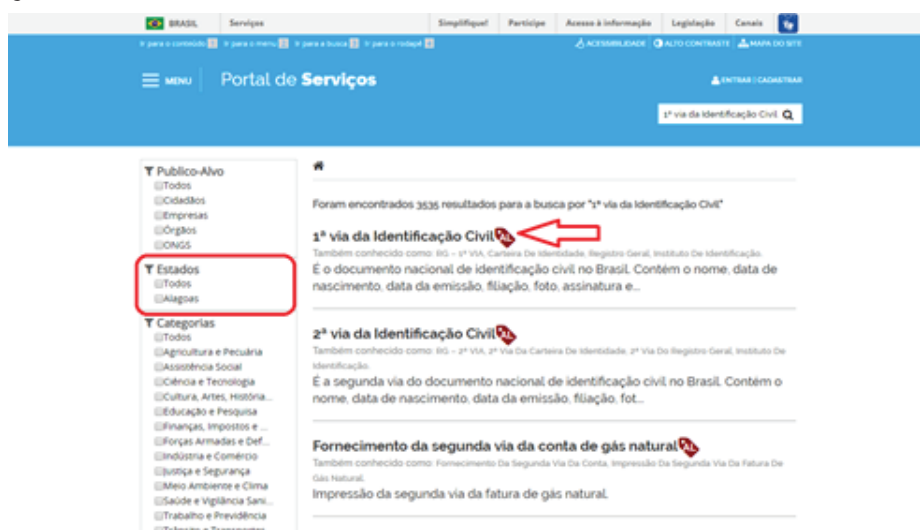 BRASIL Serviços Simplifique! Participe Acesso à informação Legislação Canais
Ir para o conteúdo 1 Ir para o menu 2 Ir para a busca 3 Ir para o rodapé 4 ACESSIBILIDADE ALTO CONTRASTE MAPA DO SITE
MENU Portal de Serviços ENTRAR | CADASTRAR
1ª via da Identificação Civil
Publico-Alvo
Todos
Cidadãos
Empresas
Órgãos
ONGS
Estados
Todos
Alagoas
Categorias
Todos
Agricultura e Pecuária
Assistência Social
Ciência e Tecnologia
Cultura, Artes, História...
Educação e Pesquisa
Finanças, Impostos e ...
Forças Armadas e Def...
Indústria e Comércio
Justiça e Segurança
Meio Ambiente e Clima
Saúde e Vigilância Sani...
Trabalho e Previdência
Foram encontrados 3535 resultados para a busca por "1ª via da Identificação Civil"
1ª via da Identificação Civil AL
Também conhecido como: RG - 1ª VIA, Carteira De Identidade, Registro Geral, Instituto De Identificação.
É o documento nacional de identificação civil no Brasil. Contém o nome, data de
nascimento, data da emissão, filiação, foto, assinatura e...
2ª via da Identificação Civil AL
Também conhecido como: RG - 2ª VIA, 2ª Via Da Carteira De Identidade, 2ª Via Do Registro Geral, Instituto De
Identificação.
É a segunda via do documento nacional de identificação civil no Brasil. Contém o
nome, data de nascimento, data da emissão, filiação, fot...
Fornecimento da segunda via da conta de gás natural AL
Também conhecido como: Fornecimento Da Segunda Via Da Conta, Impressão Da Segunda Via Da Fatura De
Gás Natural.
Impressão da segunda via da fatura de gás natural.